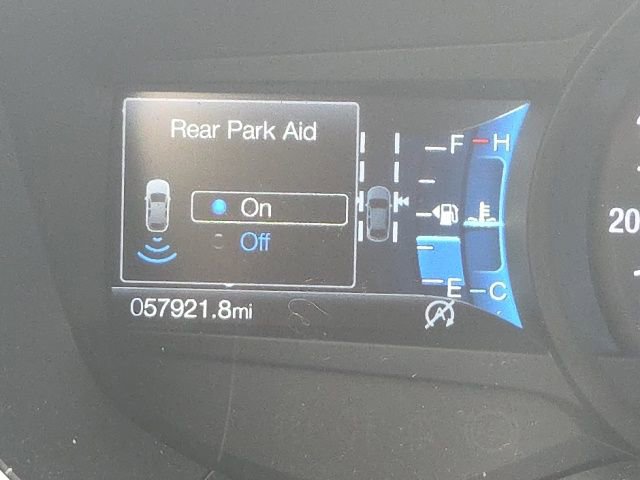 Rear Park Aid
On
Off
057921.8mi
F
E
H
C
20